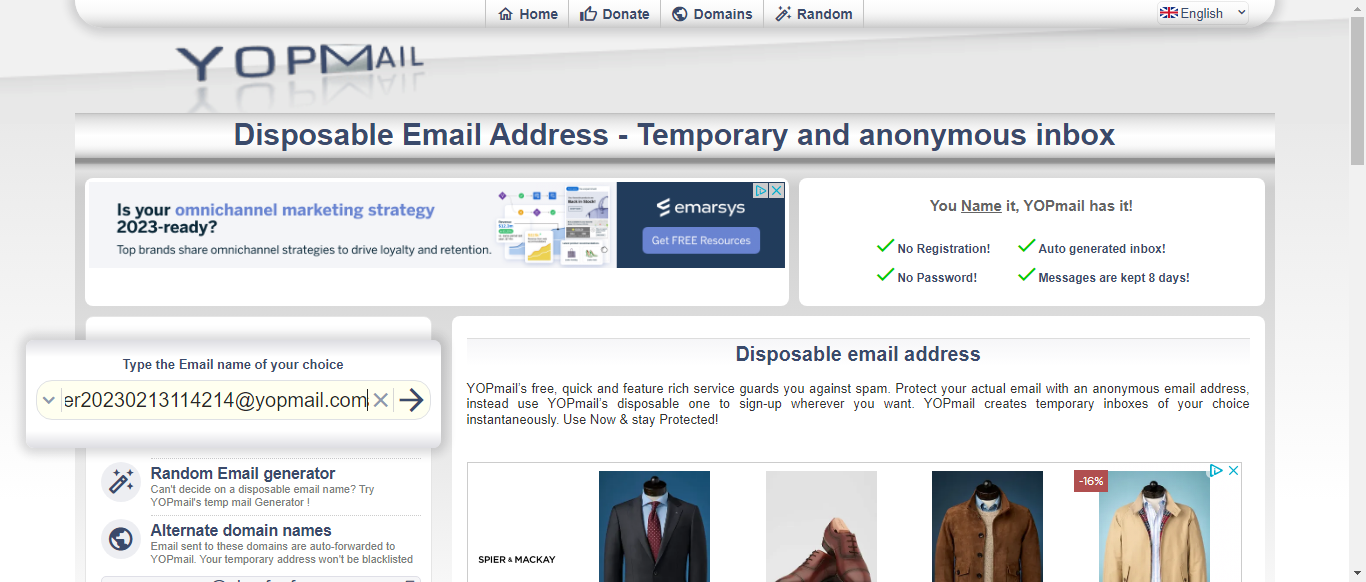 Home
Donate
Domains
Random
English
YOPMAIL
Disposable Email Address - Temporary and anonymous inbox
Is your omnichannel marketing strategy
2023-ready?
Top brands share omnichannel strategies to drive loyalty and retention.
emarsys
Get FREE Resources
You Name it, YOPmail has it!
No Registration!
Auto generated inbox!
No Password!
Messages are kept 8 days!
Type the Email name of your choice
er20230213114214@yopmail.com
Random Email generator
Can't decide on a disposable email name? Try
YOPmail's temp mail Generator !
Alternate domain names
Email sent to these domains are auto-forwarded to
YOPmail. Your temporary address won't be blacklisted
Disposable email address
YOPmail's free, quick and feature rich service guards you against spam. Protect your actual email with an anonymous email address,
instead use YOPmail's disposable one to sign-up wherever you want. YOPmail creates temporary inboxes of your choice
instantaneously. Use Now & stay Protected!
SPIER & MACKAY
-16%